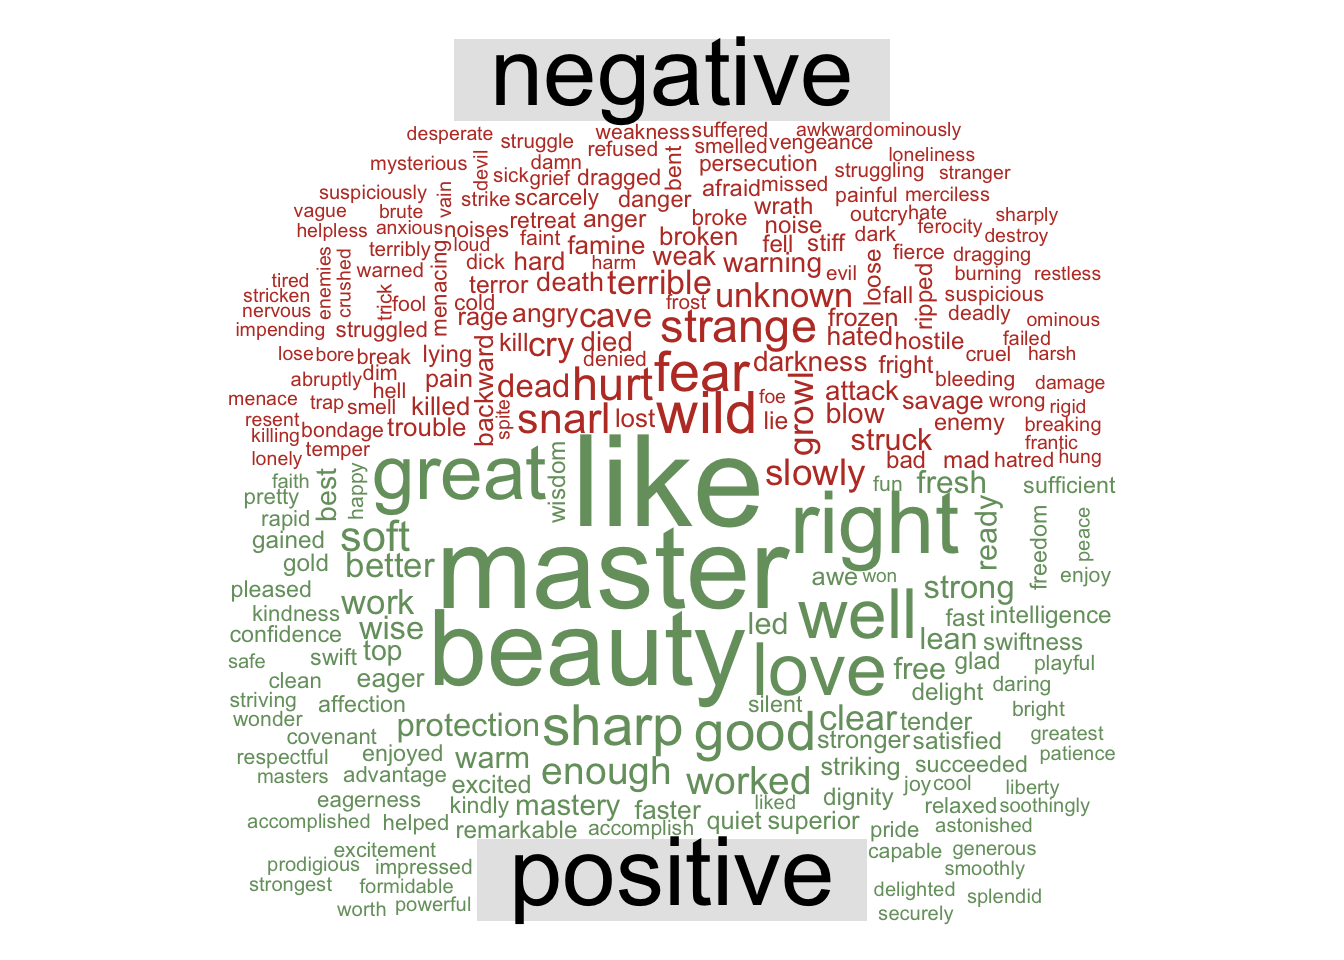 negative
desperate struggle weakness suffered awkward ominously
mysterious devil damn refused bent smelled vengeance loneliness
sick grief dragged persecution struggling stranger
suspiciously vain strike scarcely danger afraid missed painful merciless
vague brute retreat anger broke wrath outcry hate sharply
helpless anxious noises faint famine broken noise dark ferocity destroy
terribly loud fell stiff fierce dragging
enemies crushed warned menacing dick hard harm weak warning evil loose ripped burning restless
tired trick terror death terrible unknown fall suspicious
stricken fool cold frost deadly
nervous rage angry cave strange frozen ominous
impending struggled kill cry died hated hostile failed
lose bore break lying backward denied fear darkness fright cruel harsh
abruptly dim pain dead hurt growl attack bleeding damage
menace trap hell smell killed spite foe savage wrong rigid
resent bondage trouble snarl lost wild lie blow enemy breaking
killing temper struck frantic
lonely slowly bad mad hatred hung
faith best happy great wisdom like fun fresh sufficient
pretty right ready freedom peace
rapid soft
gained
gold better master awe won enjoy
pleased strong
kindness work well fast intelligence
confidence wise beauty led lean swiftness
safe swift top love free glad playful
clean eager delight daring
striving affection silent bright
wonder covenant protection sharp good clear tender greatest
respectful enjoyed warm stronger satisfied patience
masters advantage excited enough worked striking succeeded
eagerness kindly mastery faster liked dignity joy cool liberty
accomplished helped remarkable accomplish quiet superior relaxed soothingly
pride astonished
excitement capable generous
prodigious impressed positive smoothly
strongest formidable delighted splendid
worth powerful securely